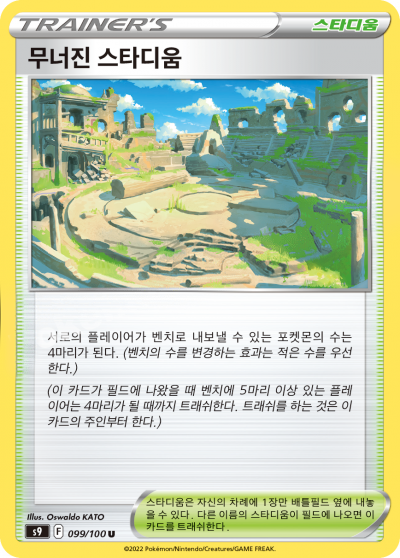 TRAINER'S
스타디움
무너진 스타디움
서로의 플레이어가 벤치로 내보낼 수 있는 포켓몬의 수는
4마리가 된다. (벤치의 수를 변경하는 효과는 적은 수를 우선
한다.)
(이 카드가 필드에 나왔을 때 벤치에 5마리 이상 있는 플레
이어는 4마리가 될 때까지 트래쉬한다. 트래쉬를 하는 것은 이
카드의 주인부터 한다.)
Illus. Oswaldo KATO
스타디움은 자신의 차례에 1장만 배틀필드 옆에 내놓
을 수 있다. 다른 이름의 스타디움이 필드에 나오면 이
카드를 트래쉬한다.
s9 F 099/100 U
©2022 Pokémon/Nintendo/Creatures/GAME FREAK.